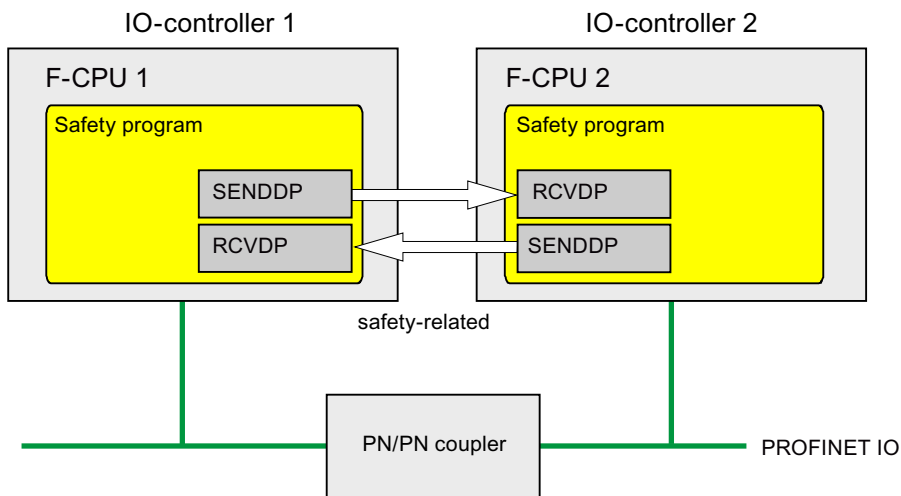 IO-controller 1
IO-controller 2
F-CPU 1
F-CPU 2
Safety program
Safety program
SENDDP
RCVDP
RCVDP
SENDDP
safety-related
PN/PN coupler
PROFINET IO